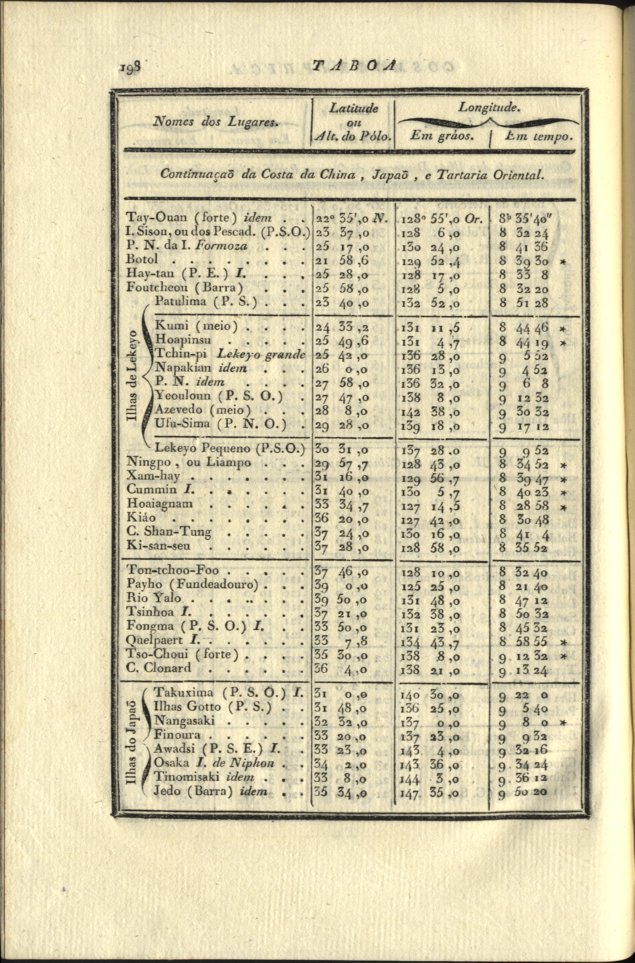 198 TABOA
Nomes dos Lugares. Latitude ou Alt. do Pólo. Longitude.
Em gráos. Em tempo.
Continuaçaõ da Costa da China , Japaõ , e Tartaria Oriental.
Tay-Ouan (forte) idem . . 22º 35',0 N. 128º 55',0 Or. 8h 35'40"
I. Sison, ou dos Pescad. (P.S.O.) 23 37 ,0 128 6 ,0 8 32 24
P. N. da I. Formoza . . . 25 17 ,0 130 24 ,0 8 41 36
Botol . . . . . . . 21 58 ,6 129 52 ,4 8 39 30 *
Hay-tan (P. E.) I. . . . 25 28 ,0 128 17 ,0 8 33 8
Foutcheou (Barra) . . . 25 58 ,0 128 5 ,0 8 32 20
Patulima (P. S.) . . . 23 40 ,0 132 52 ,0 8 51 28
Ilhas de Lekeyo
Kumi (meio) . . . . 24 33 ,2 131 11 ,5 8 44 46 *
Hoapinsu . . . . . 25 49 ,6 131 4 ,7 8 44 19 *
Tchin-pi Lekeyo grande 25 42 ,0 136 28 ,0 9 5 52
Napakian idem . . . 26 0 ,0 136 13 ,0 9 4 52
P. N. idem . . . . 27 58 ,0 136 32 ,0 9 6 8
Yeouloun (P. S. O.) . 27 47 ,0 138 8 ,0 9 12 32
Azevedo (meio) . . . 28 8 ,0 142 38 ,0 9 30 32
Ufu-Sima (P. N. O.) . 29 28 ,0 139 18 ,0 9 17 12
Lekeyo Pequeno (P.S.O.) 30 31 ,0 137 28 .0 9 9 52
Ningpo , ou Liampo . . . 29 57 ,7 128 43 ,0 8 34 52 *
Xam-hay . . . . . . 31 16 ,0 129 56 ,7 8 39 47 *
Cummin I. . . . . . 31 40 ,0 130 5 ,7 8 40 23 *
Hoaiagnam . . . . . 33 34 ,7 127 14 ,5 8 28 58 *
Kiáo . . . . . . . 36 20 ,0 127 42 ,0 8 30 48
C. Shan-Tung . . . . 37 24 ,0 130 16 ,0 8 41 4
Ki-san-seu . . . . . 37 28 ,0 128 58 ,0 8 35 52
Ton-tchoo-Foo . . . . . 37 46 ,0 128 10 ,0 8 32 40
Payho (Fundeadouro) . . . 39 0 ,0 125 25 ,0 8 21 40
Rio Yalo . . . . . . 39 50 ,0 131 48 ,0 8 47 12
Tsinhoa I. . . . . . . 37 21 ,0 132 38 ,0 8 50 32
Fongma (P. S. O.) I. . . 33 50 ,0 131 23 ,0 8 45 32
Quelpaert I. . . . . . 33 7 ,8 134 43 ,7 8 58 55 *
Tso-Choui (forte) . . . . 35 30 ,0 138 8 ,0 9 12 32 *
C. Clonard . . . . . 36 4 ,0 138 21 ,0 9 13 24
Ilhas do Japaõ
Takuxima (P. S. O.) I. 31 0 ,0 140 30 ,0 9 22 0
Ilhas Gotto (P. S.) . . 31 48 ,0 136 25 ,0 9 5 40
Nangasaki . . . . . 32 32 ,0 137 0 ,0 9 8 0 *
Finoura . . . . . . 33 20 ,0 137 23 ,0 9 9 32
Awadsi (P. S. E.) I. . 33 23 ,0 143 4 ,0 9 32 16
Osaka I. de Niphon . . 34 2 ,0 143 36 ,0 9 34 24
Tinomisaki idem . . . 33 8 ,0 144 3 ,0 9 36 12
Jedo (Barra) idem . . 35 34 ,0 147 35 ,0 9 50 20